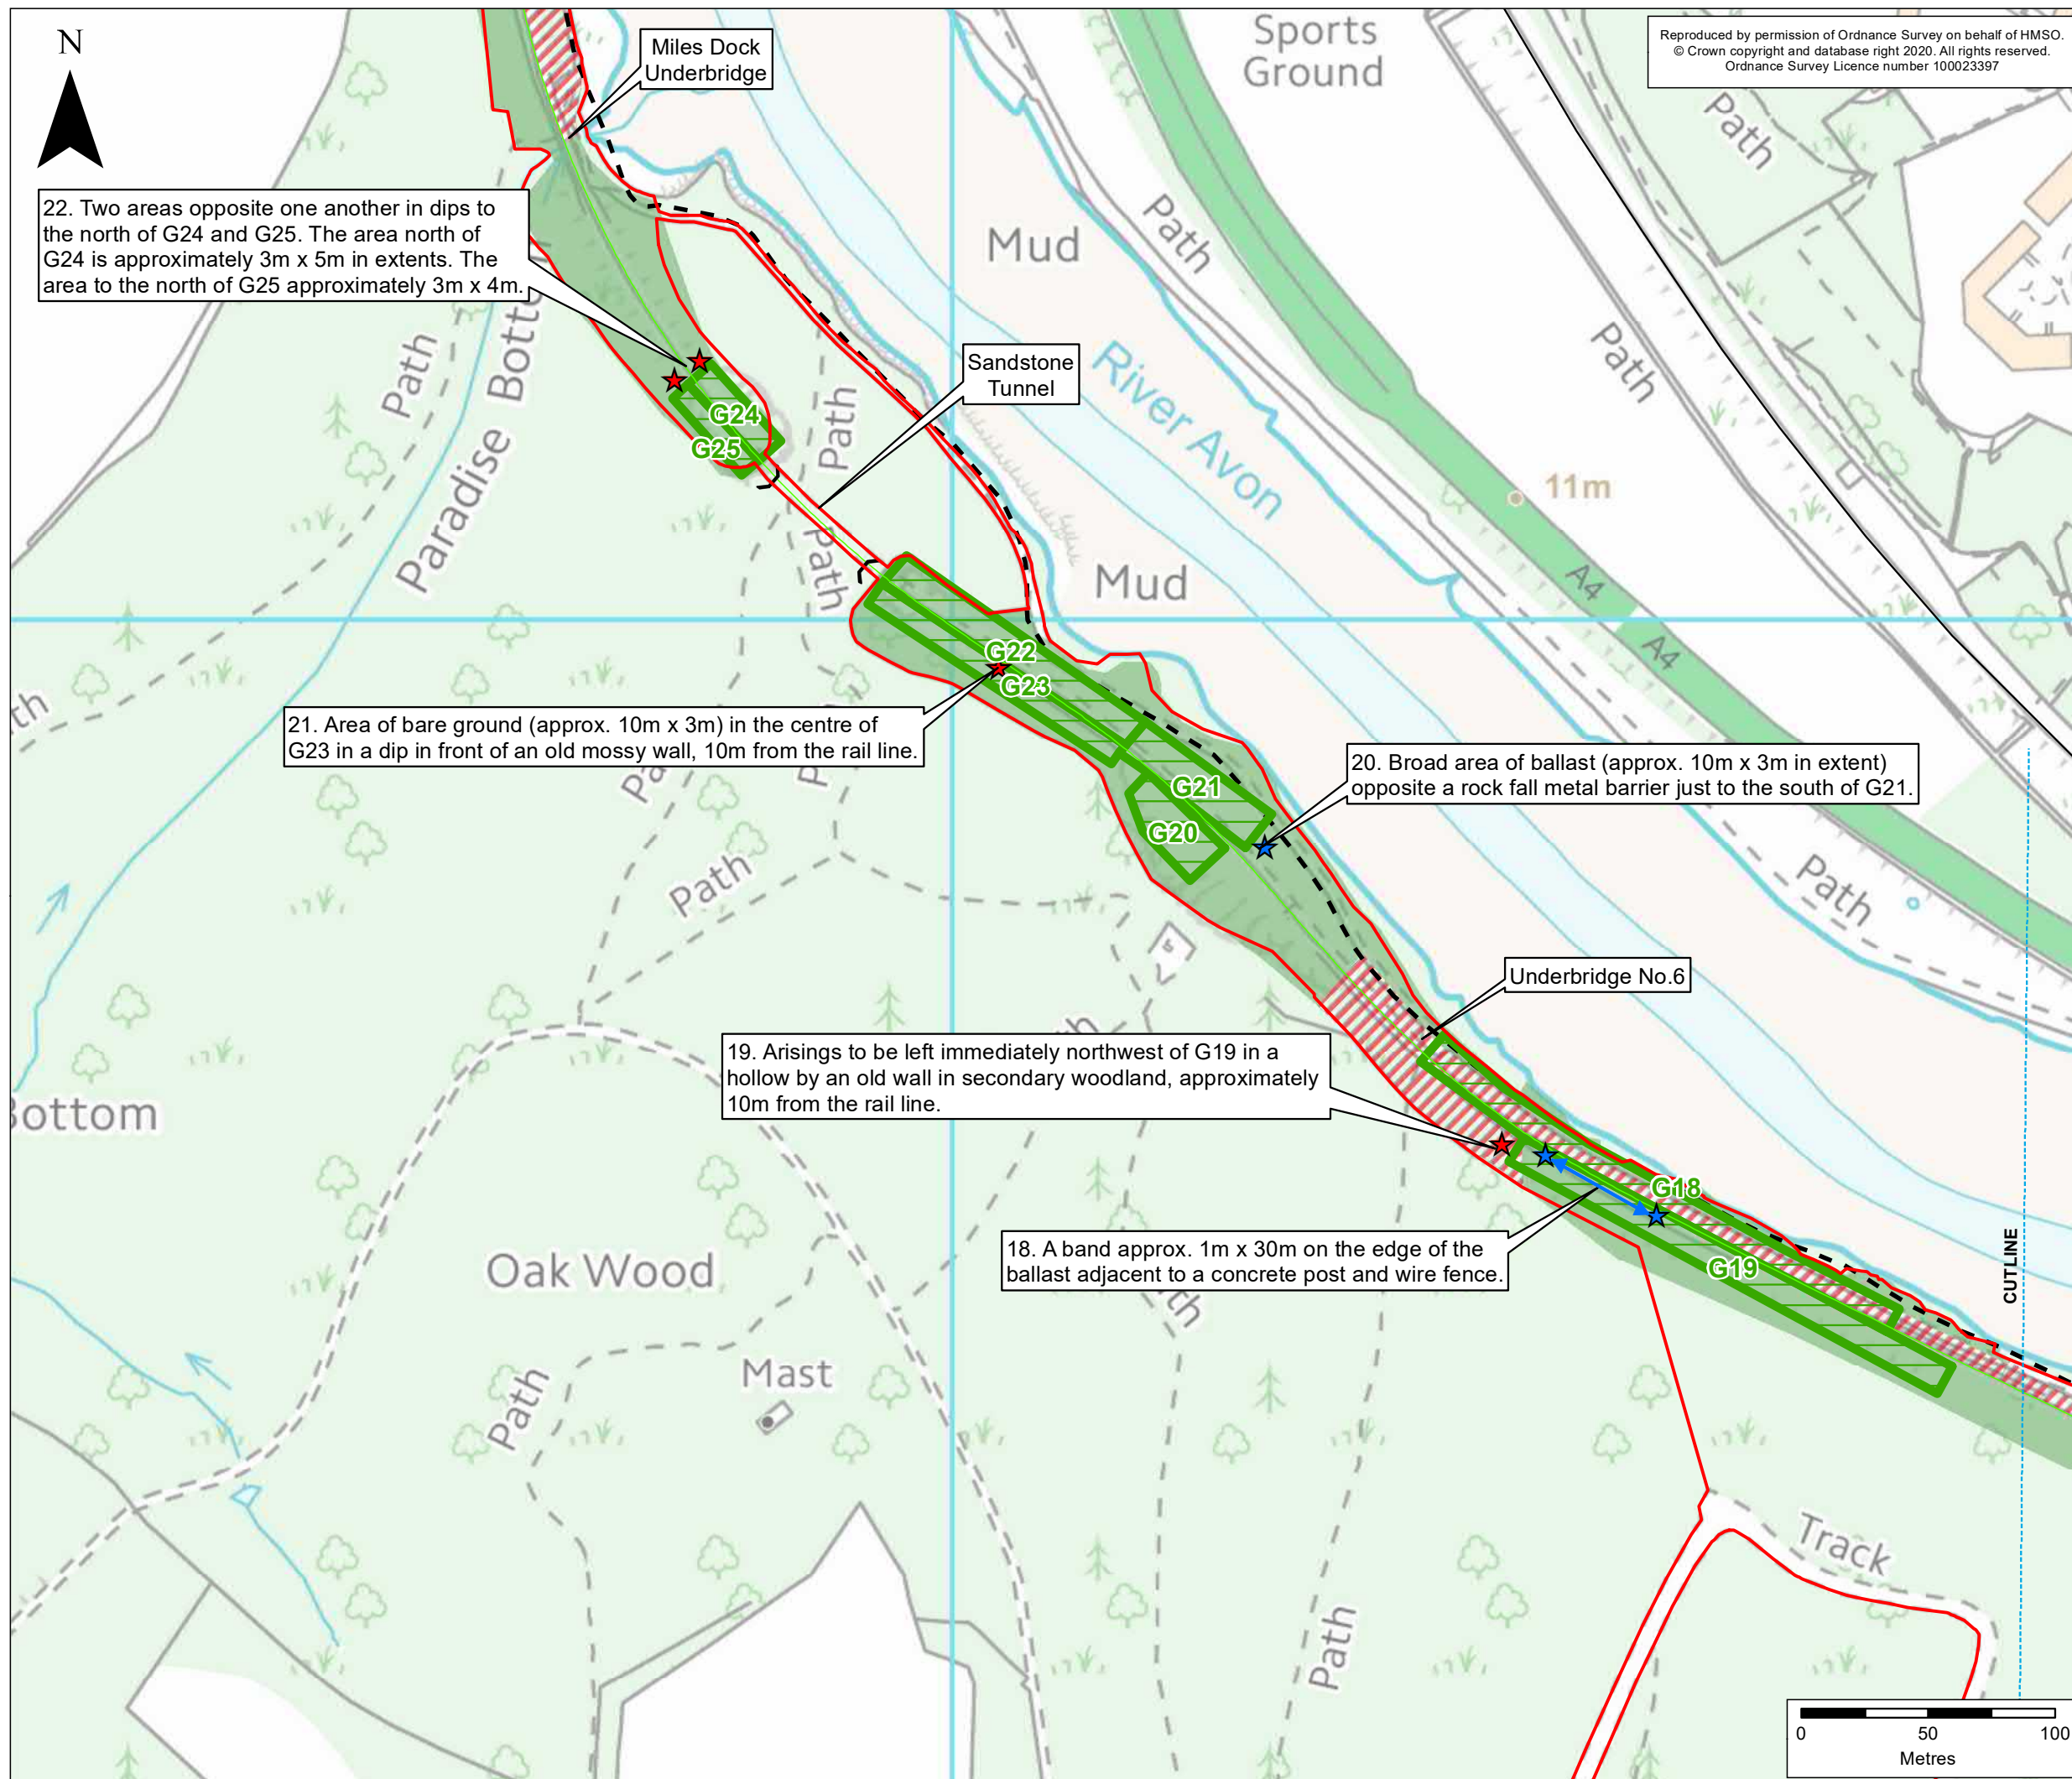 N
Miles Dock
Underbridge
Sports
Ground
Reproduced by permission of Ordnance Survey on behalf of HMSO.
© Crown copyright and database right 2020. All rights reserved.
Ordnance Survey Licence number 100023397
Path
22. Two areas opposite one another in dips to
the north of G24 and G25. The area north of
G24 is approximately 3m x 5m in extents. The
area to the north of G25 approximately 3m x 4m.
Mud
Path
Path
Path
Paradise Botto
Sandstone
Tunnel
River Avon
G24
G25
Path
11m
Path
Mud
A4
A4
G22
G23
21. Area of bare ground (approx. 10m x 3m) in the centre of
G23 in a dip in front of an old mossy wall, 10m from the rail line.
G21
G20
20. Broad area of ballast (approx. 10m x 3m in extent)
opposite a rock fall metal barrier just to the south of G21.
Path
Path
Underbridge No.6
19. Arisings to be left immediately northwest of G19 in a
hollow by an old wall in secondary woodland, approximately
10m from the rail line.
Bottom
G18
G19
18. A band approx. 1m x 30m on the edge of the
ballast adjacent to a concrete post and wire fence.
CUTLINE
Oak Wood
Mast
Path
Track
Path
0 50 100
Metres